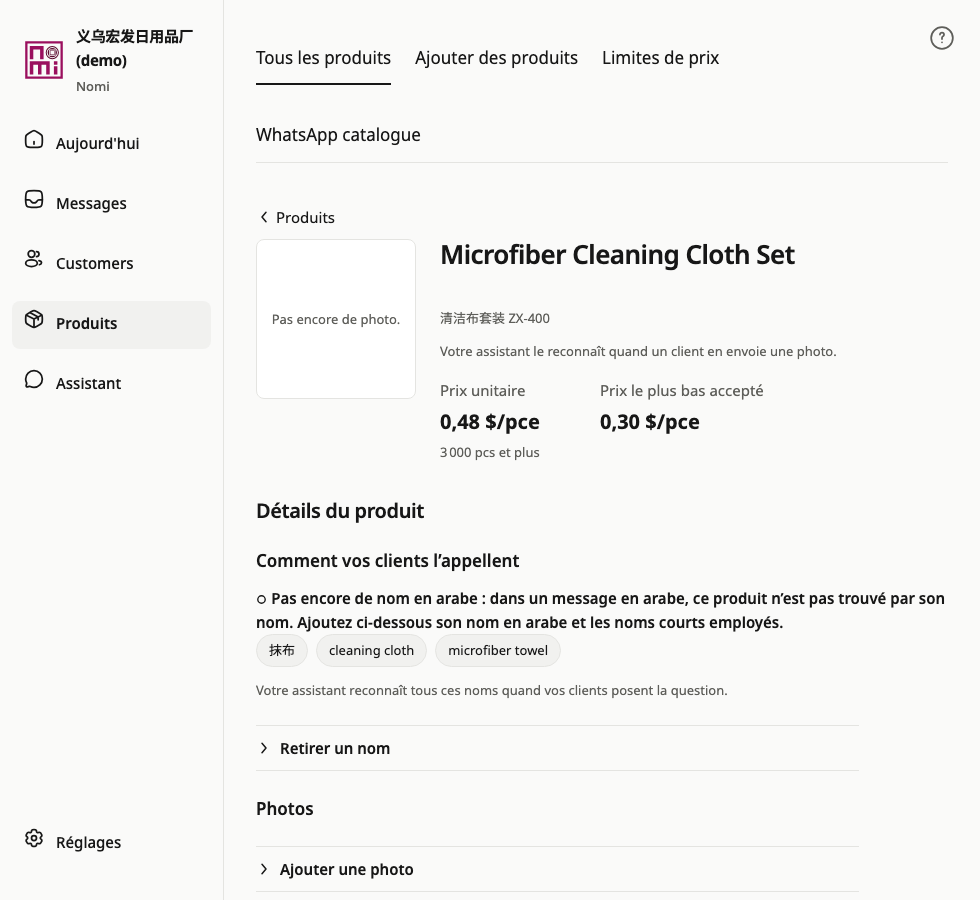 义乌宏发日用品厂
(demo)
Nomi
Aujourd'hui
Messages
Customers
Produits
Assistant
Réglages
Tous les produits
Ajouter des produits
Limites de prix
WhatsApp catalogue
Produits
Pas encore de photo.
Microfiber Cleaning Cloth Set
清洁布套装 ZX-400
Votre assistant le reconnaît quand un client en envoie une photo.
Prix unitaire
0,48 $/pce
3 000 pcs et plus
Prix le plus bas accepté
0,30 $/pce
Détails du produit
Comment vos clients l’appellent
Pas encore de nom en arabe : dans un message en arabe, ce produit n’est pas trouvé par son
nom. Ajoutez ci-dessous son nom en arabe et les noms courts employés.
抹布
cleaning cloth
microfiber towel
Votre assistant reconnaît tous ces noms quand vos clients posent la question.
Retirer un nom
Photos
Ajouter une photo